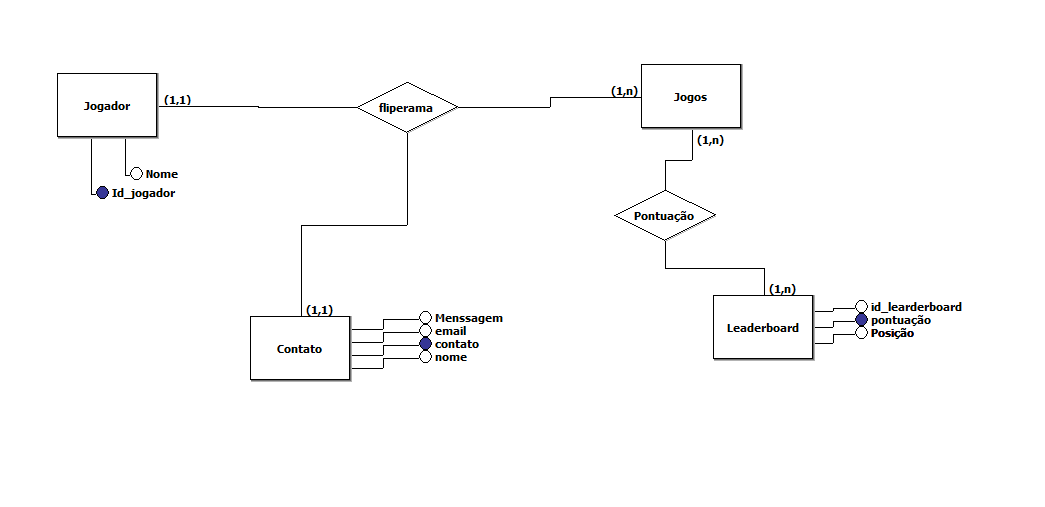 Jogador
(1,1)
fliperama
(1,n)
Jogos
(1,n)
Nome
Id_jogador
Pontuação
(1,n)
(1,1)
Contato
Menssagem
email
contato
nome
Leaderboard
id_learderboard
pontuação
Posição